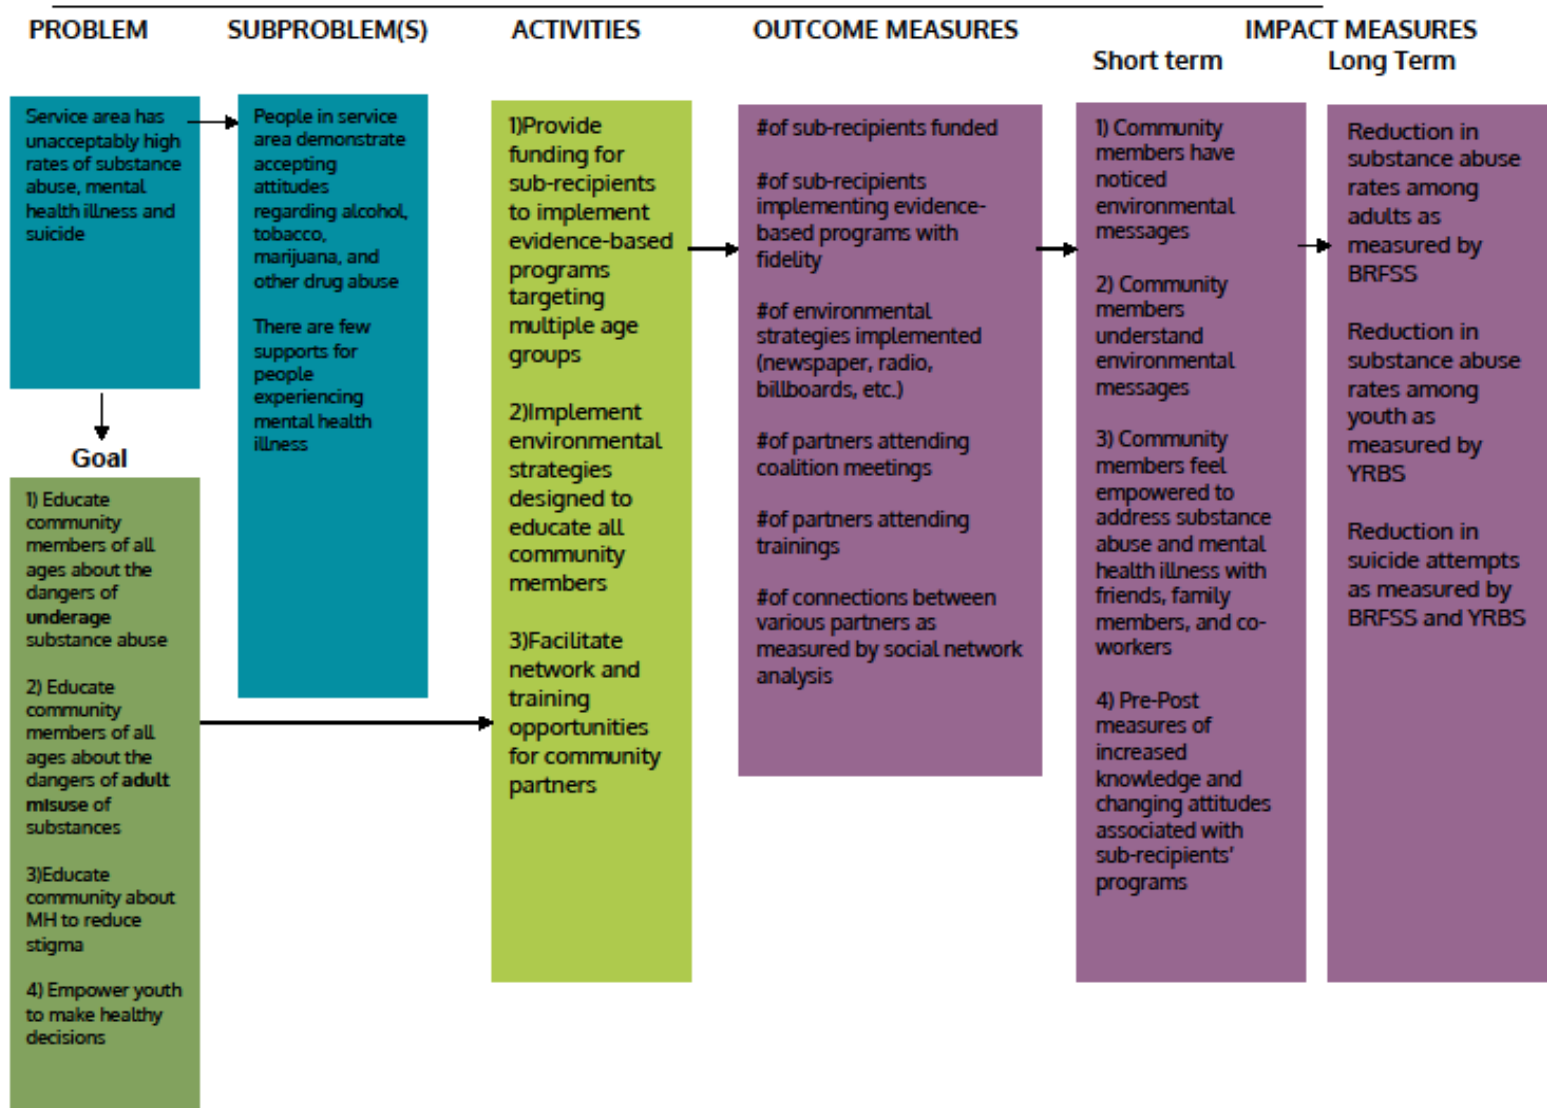 PROBLEM
SUBPROBLEM(S)
ACTIVITIES
OUTCOME MEASURES
IMPACT MEASURES
Short term
Long Term
Service area has
unacceptably high
rates of substance
abuse, mental
health illness and
suicide
Goal
1) Educate
community
members of all
ages about the
dangers of
underage
substance abuse
2) Educate
community
members of all
ages about the
dangers of adult
misuse of
substances
3)Educate
community about
MH to reduce
stigma
4) Empower youth
to make healthy
decisions
People in service
area demonstrate
accepting
attitudes
regarding alcohol,
tobacco,
marijuana, and
other drug abuse
There are few
supports for
people
experiencing
mental health
illness
1)Provide
funding for
sub-recipients
to implement
evidence-based
programs
targeting
multiple age
groups
2)Implement
environmental
strategies
designed to
educate all
community
members
3)Facilitate
network and
training
opportunities
for community
partners
#of sub-recipients funded
#of sub-recipients
implementing evidence-
based programs with
fidelity
#of environmental
strategies implemented
(newspaper, radio,
billboards, etc.)
#of partners attending
coalition meetings
#of partners attending
trainings
#of connections between
various partners as
measured by social network
analysis
1) Community
members have
noticed
environmental
messages
2) Community
members
understand
environmental
messages
3) Community
members feel
empowered to
address substance
abuse and mental
health illness with
friends, family
members, and co-
workers
4) Pre-Post
measures of
increased
knowledge and
changing attitudes
associated with
sub-recipients'
programs
Reduction in
substance abuse
rates among
adults as
measured by
BRFSS
Reduction in
substance abuse
rates among
youth as
measured by
YRBS
Reduction in
suicide attempts
as measured by
BRFSS and YRBS